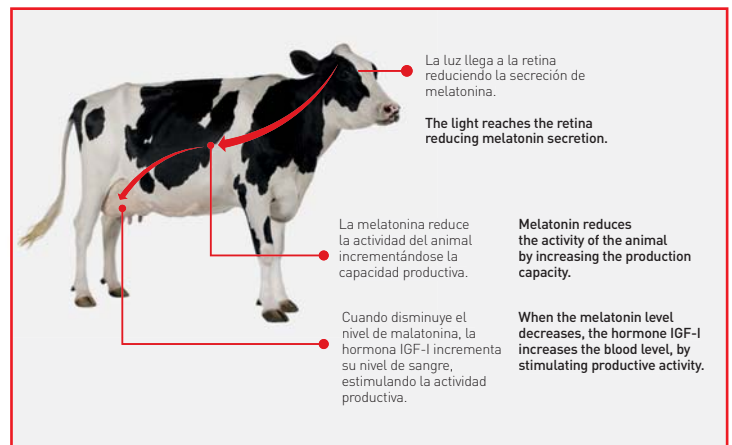 La luz llega a la retina
reduciendo la secreción de
melatonina.
The light reaches the retina
reducing melatonin secretion.
La melatonina reduce
la actividad del animal
incrementándose la
capacidad productiva.
Melatonin reduces
the activity of the animal
by increasing the production
capacity.
Cuando disminuye el
nivel de malatonina, la
hormona IGF-I incrementa
su nivel de sangre,
estimulando la actividad
productiva.
When the melatonin level
decreases, the hormone IGF-I
increases the blood level, by
stimulating productive activity.